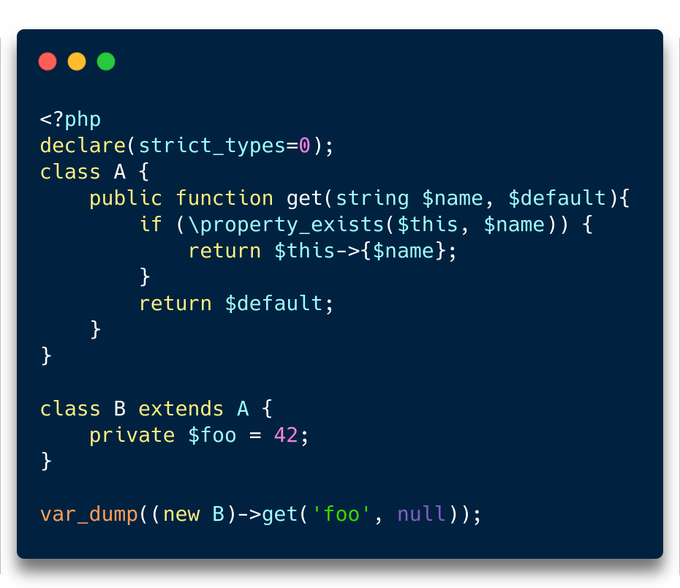 <?php
declare(strict_types=0);
class A {
    public function get(string $name, $default){
        if (\property_exists($this, $name)) {
            return $this->{$name};
        }
        return $default;
    }
}

class B extends A {
    private $foo = 42;
}

var_dump((new B)->get('foo', null));